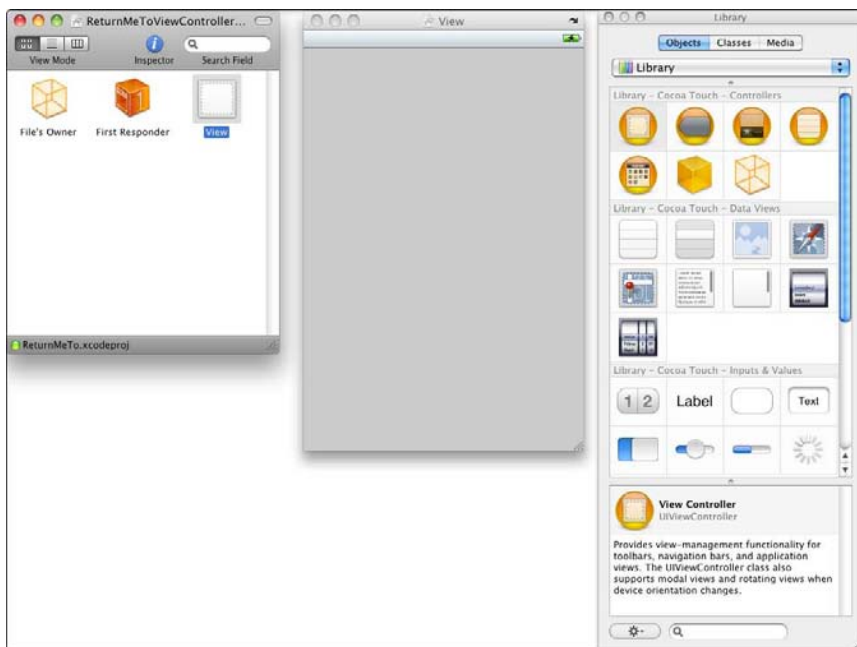 ReturnMeToViewController...
View Mode
Inspector
Search Field
File's Owner
First Responder
View
ReturnMeTo.xcodeproj
View
Library
Objects
Classes
Media
Library
Library – Cocoa Touch – Controllers
Library – Cocoa Touch – Data Views
Library – Cocoa Touch – Inputs & Values
1 2
Label
Text
View Controller
UIViewController
Provides view-management functionality for
toolbars, navigation bars, and application
views. The UIViewController class also
supports modal views and rotating views when
device orientation changes.